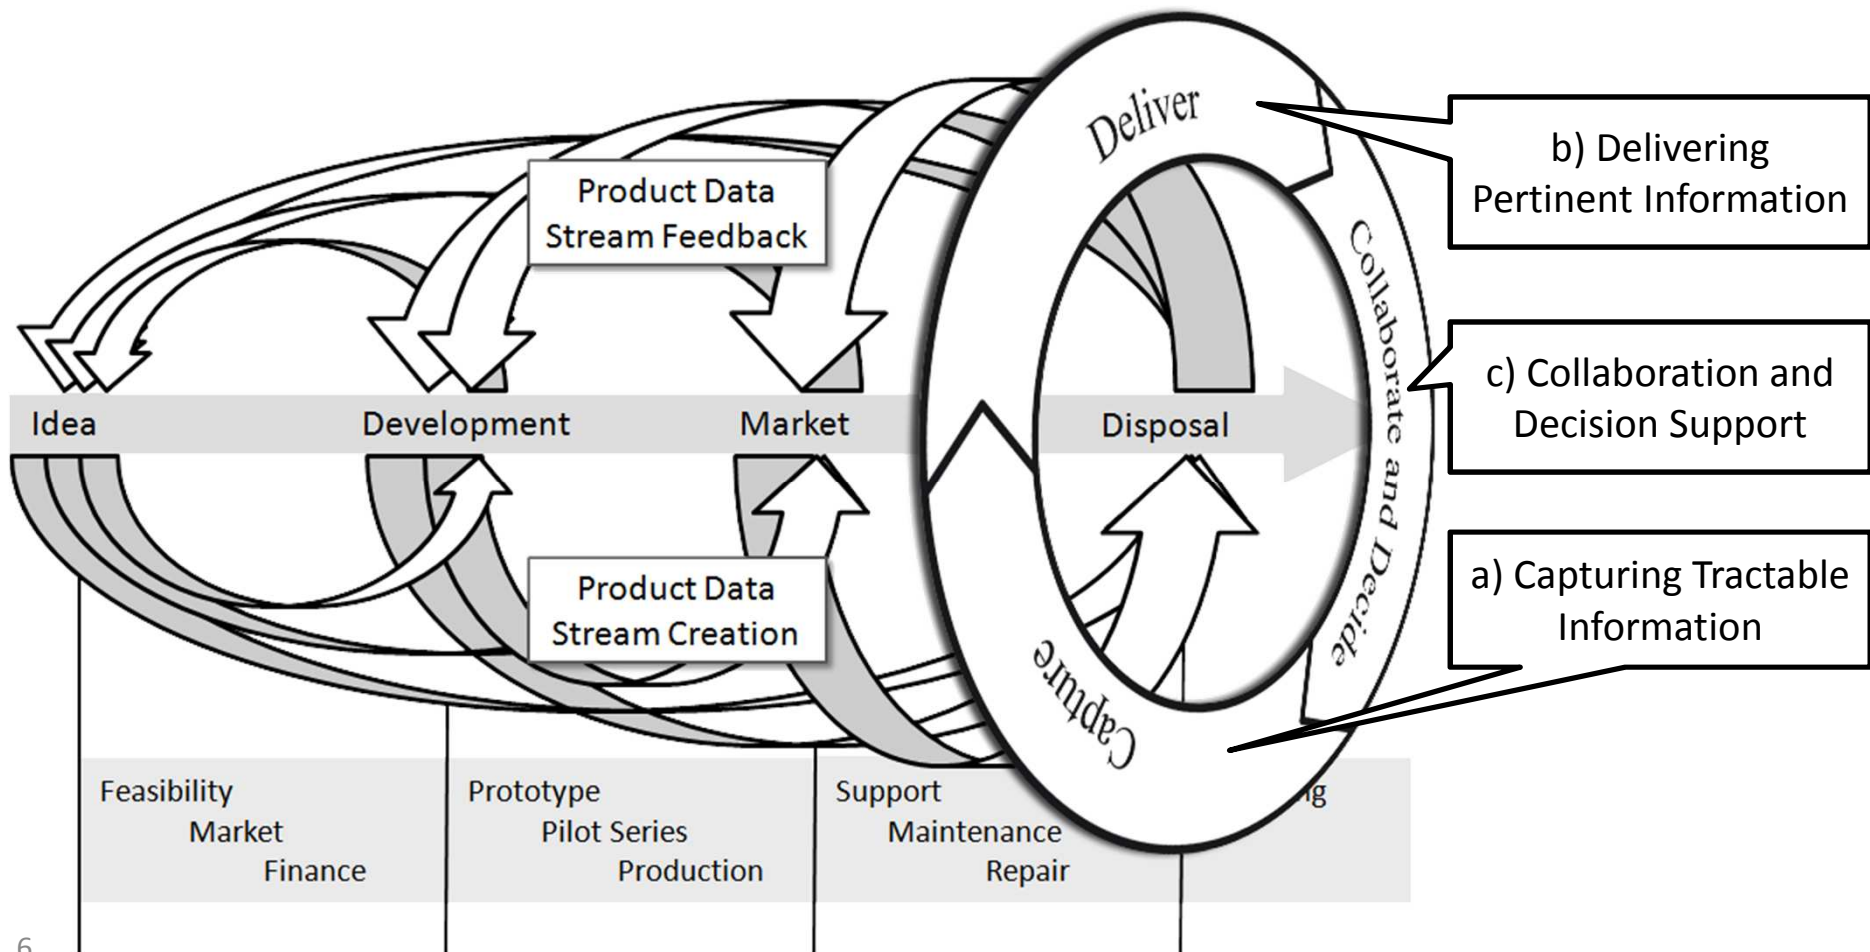 Deliver
b) Delivering
Pertinent Information
Product Data
Stream Feedback
Collaborate and Decide
c) Collaboration and
Decision Support
Idea
Development
Market
Disposal
a) Capturing Tractable
Information
Product Data
Stream Creation
Capture
Feasibility
Market
Finance
Prototype
Pilot Series
Production
Support
Maintenance
Repair
6